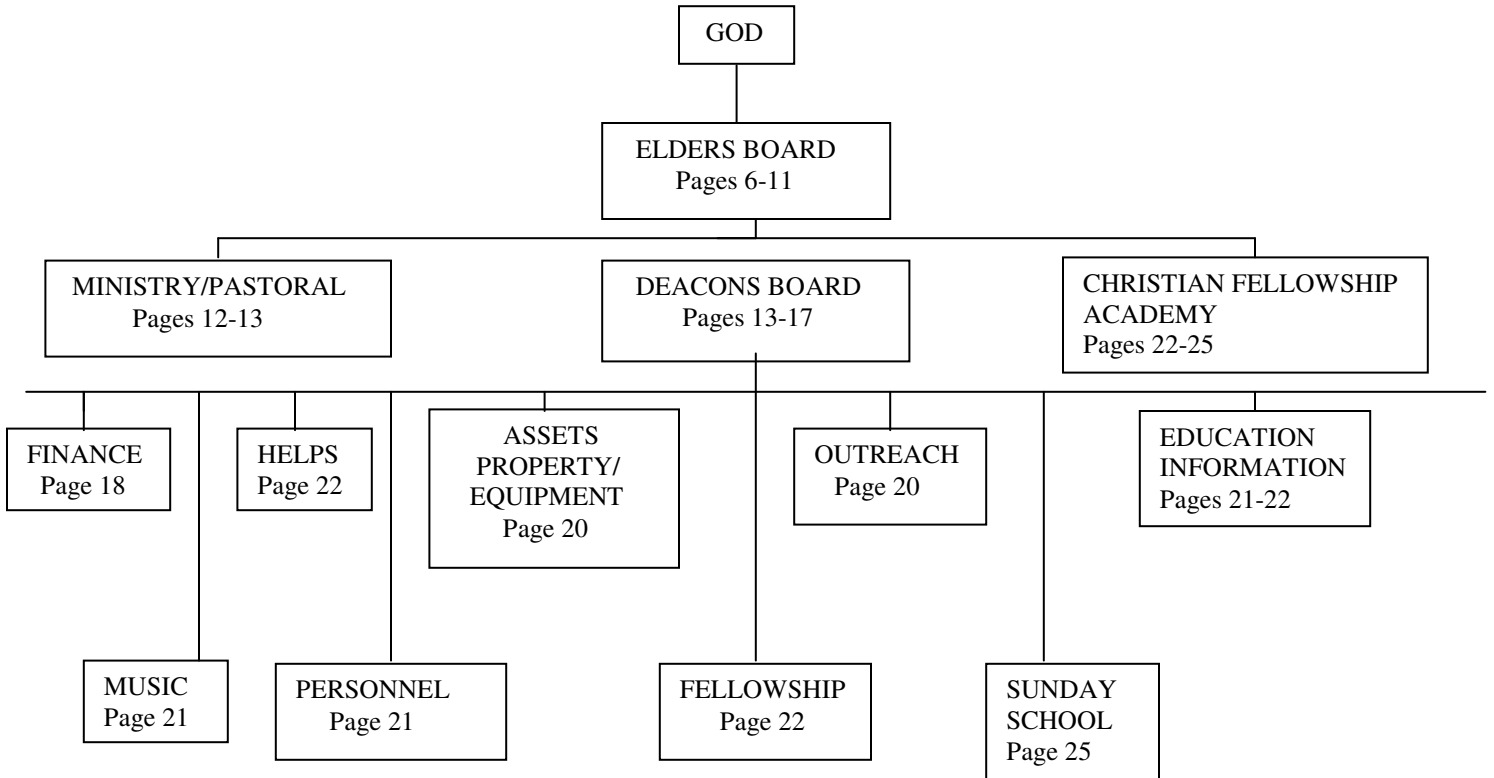 GOD
ELDERS BOARD
Pages 6-11
MINISTRY/PASTORAL
Pages 12-13
DEACONS BOARD
Pages 13-17
CHRISTIAN FELLOWSHIP
ACADEMY
Pages 22-25
FINANCE
Page 18
HELPS
Page 22
ASSETS
PROPERTY/
EQUIPMENT
Page 20
OUTREACH
Page 20
EDUCATION
INFORMATION
Pages 21-22
MUSIC
Page 21
PERSONNEL
Page 21
FELLOWSHIP
Page 22
SUNDAY
SCHOOL
Page 25